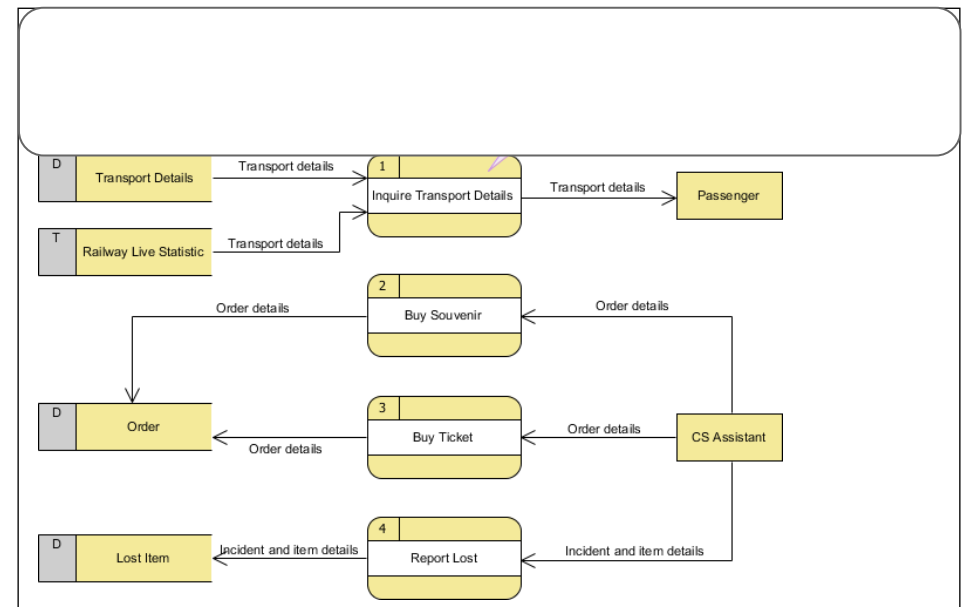 D
Transport Details
Transport details
1
Inquire Transport Details
Transport details
Passenger
T
Railway Live Statistic
Transport details
2
Buy Souvenir
Order details
Order details
D
Order
Order details
3
Buy Ticket
Order details
CS Assistant
D
Lost Item
Incident and item details
4
Report Lost
Incident and item details